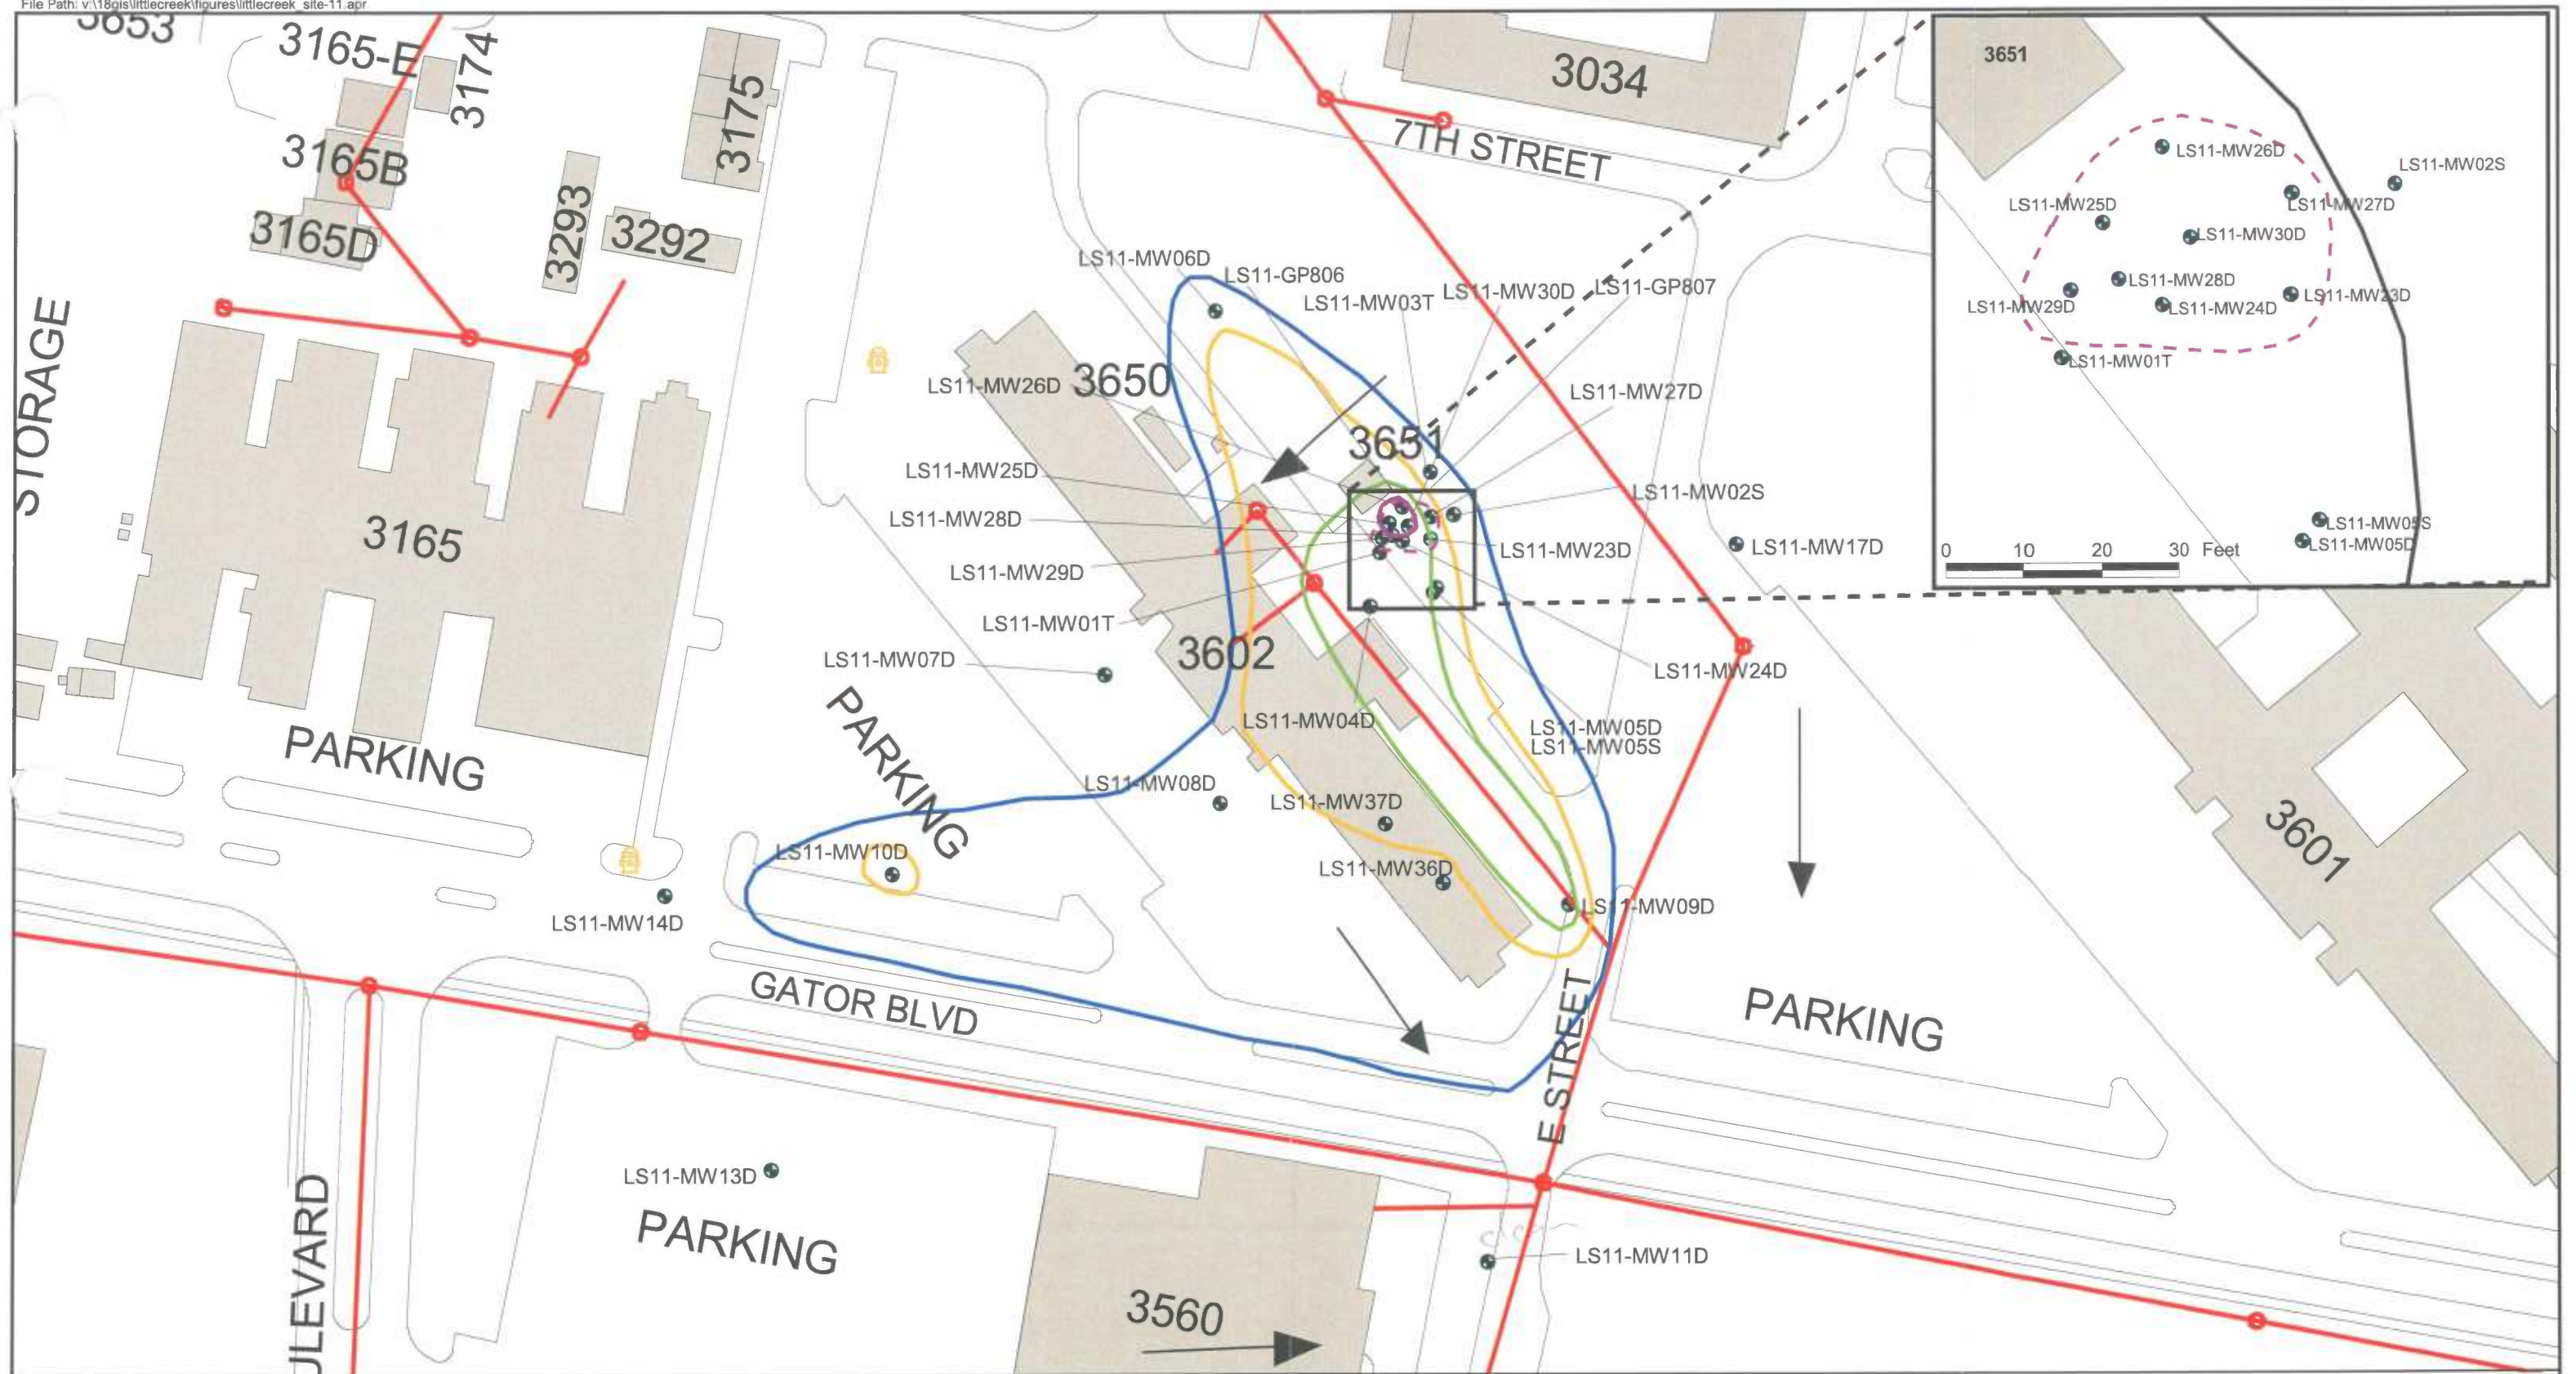 File Path: v:\18gis\littlecreek\figures\littlecreek_site-11.apr
3653
3165-E
3174
3175
3034
7TH STREET
3165B
3165D
3293
3292
STORAGE
3165
PARKING
LS11-MW06D
LS11-GP806
LS11-MW03T
LS11-MW30D
LS11-GP807
LS11-MW26D
3650
LS11-MW27D
3651
LS11-MW25D
LS11-MW02S
LS11-MW28D
LS11-MW23D
LS11-MW17D
LS11-MW29D
LS11-MW01T
3602
LS11-MW07D
LS11-MW24D
PARKING
LS11-MW04D
LS11-MW05D
LS11-MW05S
LS11-MW08D
LS11-MW37D
LS11-MW10D
LS11-MW36D
LS11-MW09D
LS11-MW14D
3601
GATOR BLVD
PARKING
E STREET
LS11-MW13D
PARKING
LS11-MW11D
3560
ULEVARD
3651
LS11-MW26D
LS11-MW02S
LS11-MW25D
LS11-MW27D
LS11-MW30D
LS11-MW28D
LS11-MW29D
LS11-MW24D
LS11-MW23D
LS11-MW01T
LS11-MW05S
LS11-MW05D
0 10 20 30 Feet